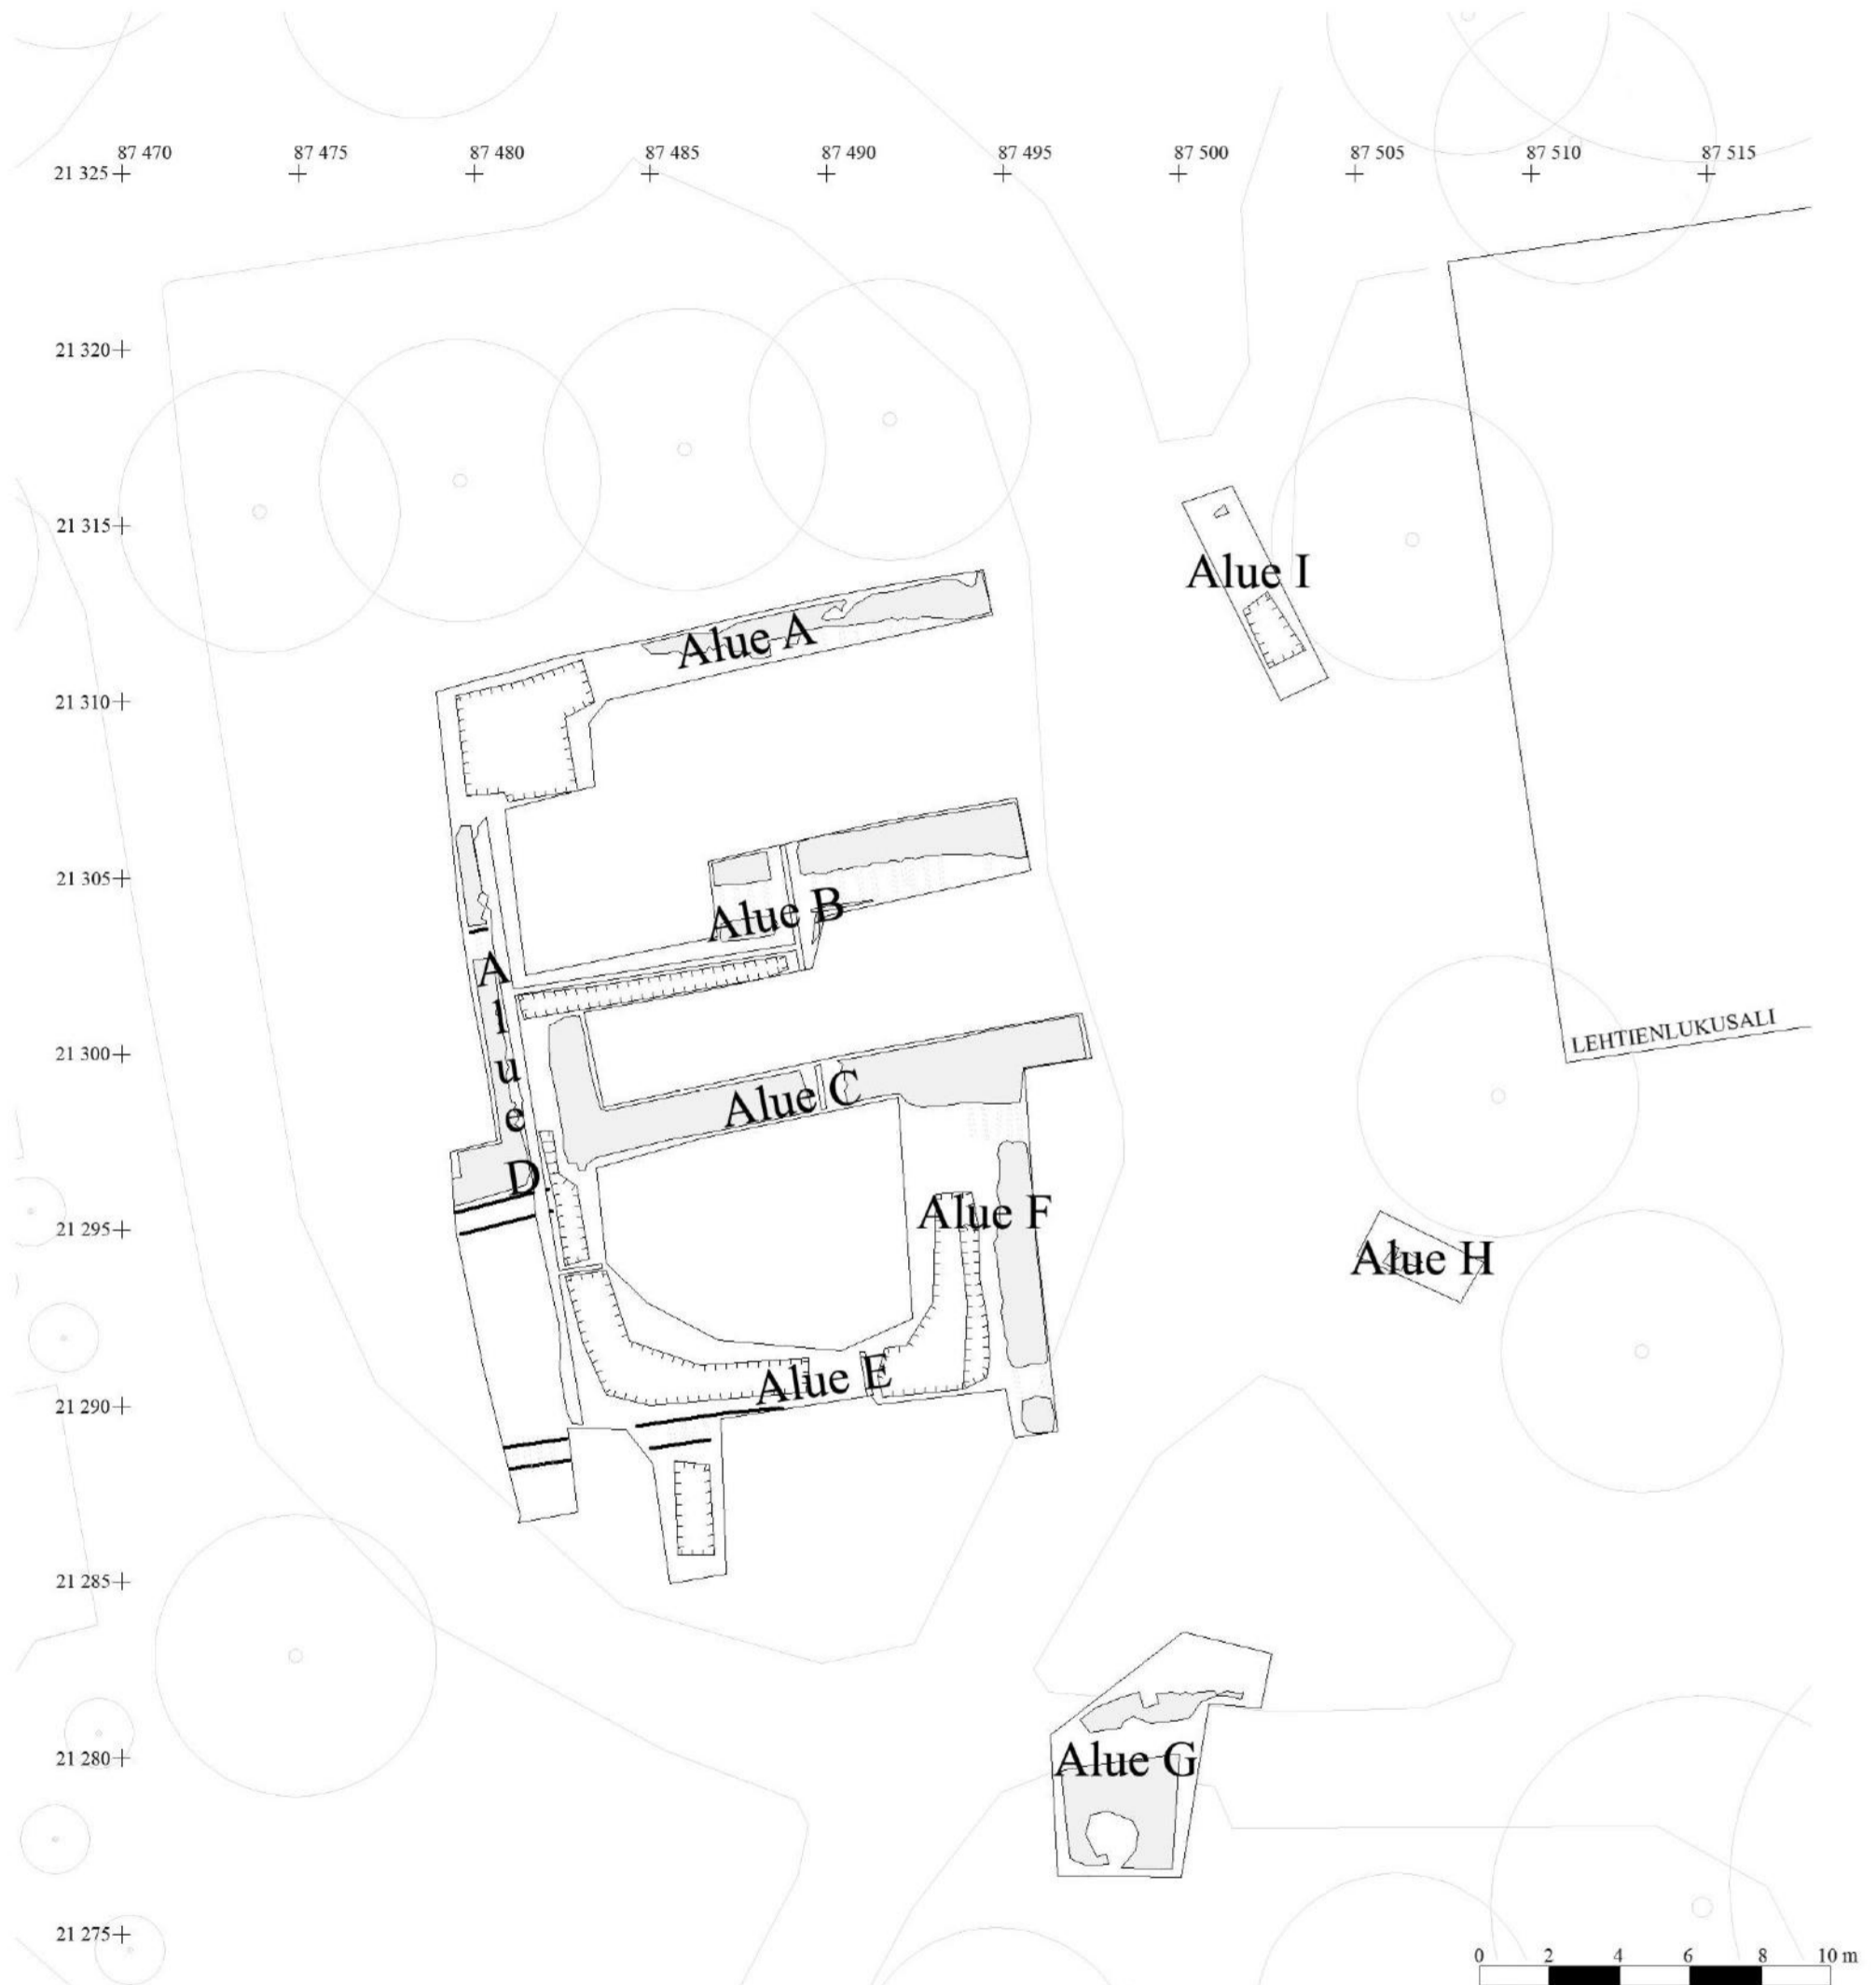 87 470 87 475 87 480 87 485 87 490 87 495 87 500 87 505 87 510 87 515
21 325
21 320
21 315
Alue I
Alue A
21 310
21 305
Alue B
Alue D
21 300
LEHTIENLUKUSALI
Alue C
21 295
Alue F
Alue H
Alue E
21 290
21 285
21 280
Alue G
21 275
0 2 4 6 8 10 m